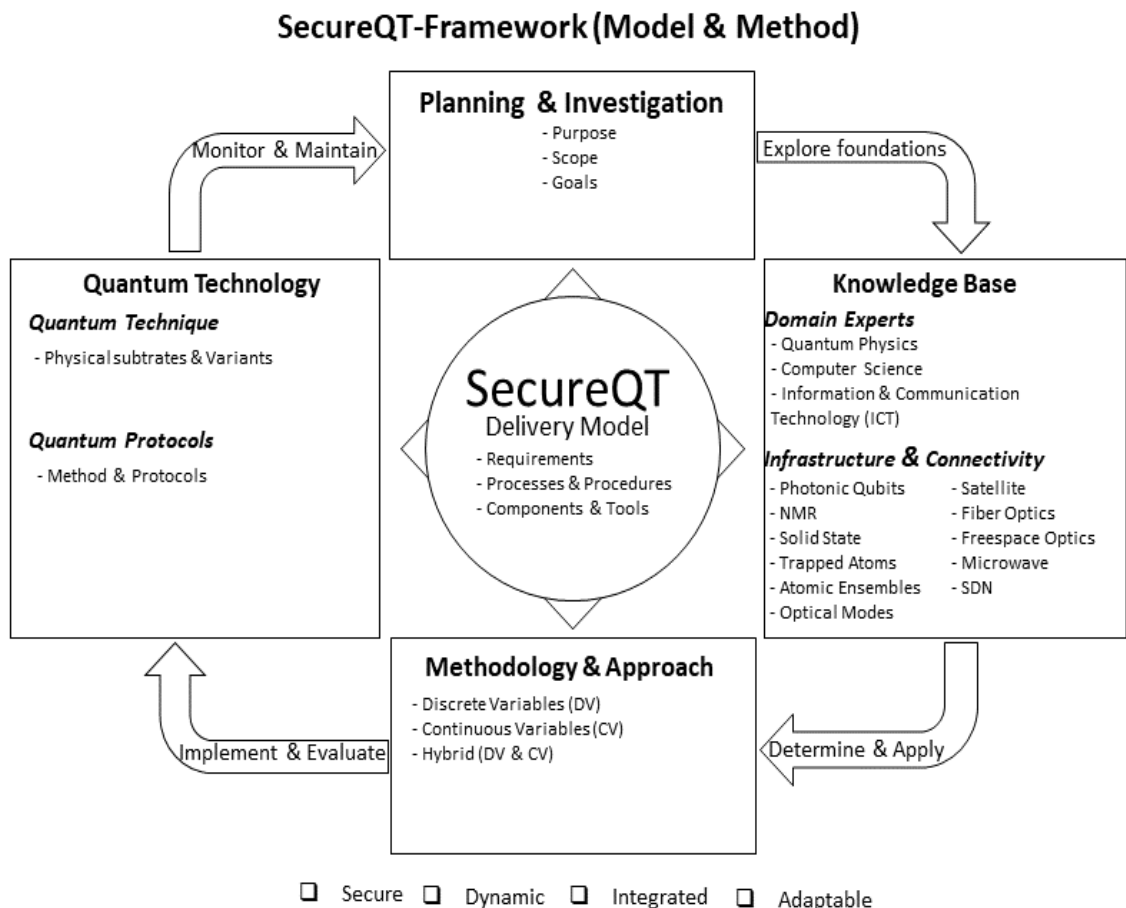 SecureQT-Framework (Model & Method)
Planning & Investigation
- Purpose
- Scope
- Goals
Monitor & Maintain
Explore foundations
Quantum Technology
Quantum Technique
- Physical subtrates & Variants
Quantum Protocols
- Method & Protocols
SecureQT
Delivery Model
- Requirements
- Processes & Procedures
- Components & Tools
Knowledge Base
Domain Experts
- Quantum Physics
- Computer Science
- Information & Communication
Technology (ICT)
Infrastructure & Connectivity
- Photonic Qubits
- NMR
- Solid State
- Trapped Atoms
- Atomic Ensembles
- Optical Modes
- Satellite
- Fiber Optics
- Freespace Optics
- Microwave
- SDN
Methodology & Approach
- Discrete Variables (DV)
- Continuous Variables (CV)
- Hybrid (DV & CV)
Implement & Evaluate
Determine & Apply
❑ Secure ❑ Dynamic ❑ Integrated ❑ Adaptable